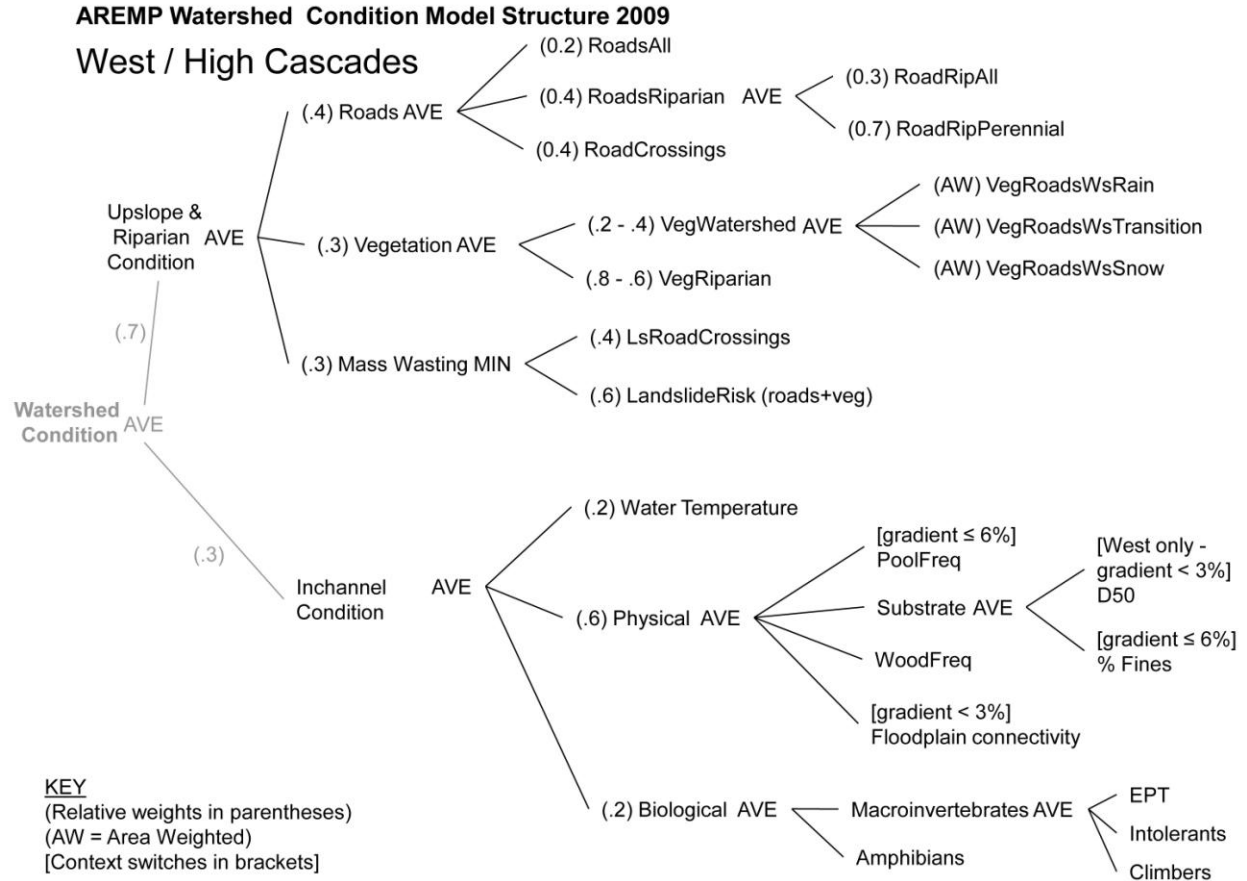 AREMP Watershed Condition Model Structure 2009
West / High Cascades
(0.2) RoadsAll
(.4) Roads AVE
(0.4) RoadsRiparian AVE
(0.3) RoadRipAll
(0.7) RoadRipPerennial
(0.4) RoadCrossings
Upslope &
Riparian AVE
Condition
(.3) Vegetation AVE
(.2 - .4) VegWatershed AVE
(AW) VegRoadsWsRain
(AW) VegRoadsWsTransition
(AW) VegRoadsWsSnow
(.8 - .6) VegRiparian
(.3) Mass Wasting MIN
(.4) LsRoadCrossings
(.6) LandslideRisk (roads+veg)
(.7)
Watershed
Condition AVE
(.3)
Inchannel AVE
Condition
(.2) Water Temperature
(.6) Physical AVE
[gradient ≤ 6%]
PoolFreq
Substrate AVE
[West only -
gradient < 3%]
D50
[gradient ≤ 6%]
% Fines
WoodFreq
[gradient < 3%]
Floodplain connectivity
(.2) Biological AVE
Macroinvertebrates AVE
EPT
Intolerants
Climbers
Amphibians
KEY
(Relative weights in parentheses)
(AW = Area Weighted)
[Context switches in brackets]